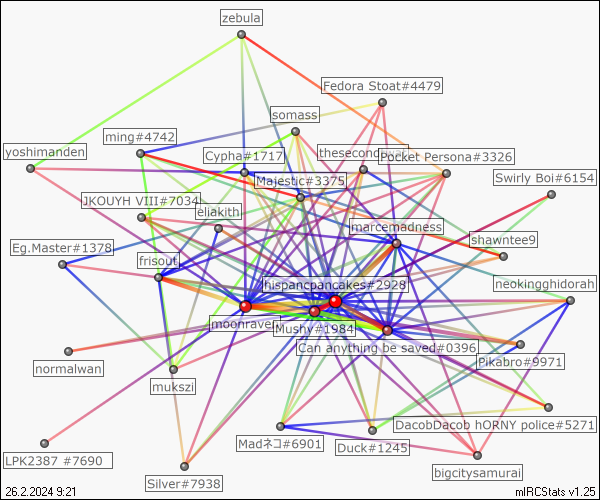 zebula
Fedora Stoat#4479
somass
ming#4742
yoshimanden
Cypha#1717
Pocket Persona#3326
Majestic#3375
Swirly Boi#6154
JKOUYH VIII#7034
eliakith
marcemadness
shawntee9
Eg.Master#1378
frisout
hispancpancakes#2928
neokingghidorah
moonraven
Mushy#1984
Can anything be saved#0396
normalwan
Pikabro#9971
mukszi
DacobDacob hORNY police#5271
Madネコ#6901
Duck#1245
LPK2387 #7690
bigcitysamurai
Silver#7938
26.2.2024 9:21
mIRCStats v1.25